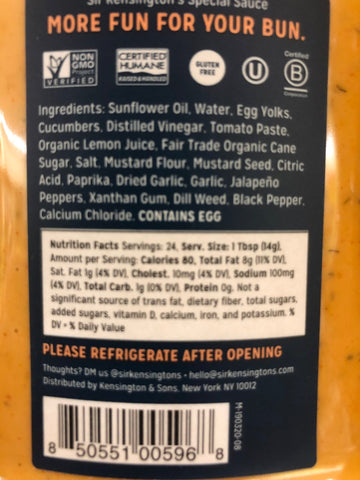 Sir Kensington's Special Sauce
MORE FUN FOR YOUR BUN.
NON
GMO
Project
VERIFIED
CERTIFIED
HUMANE
RAISED & HANDLED
GLUTEN
FREE
U
Certified
B
Corporation
Ingredients: Sunflower Oil, Water, Egg Yolks,
Cucumbers, Distilled Vinegar, Tomato Paste,
Organic Lemon Juice, Fair Trade Organic Cane
Sugar, Salt, Mustard Flour, Mustard Seed, Citric
Acid, Paprika, Dried Garlic, Garlic, Jalapeño
Peppers, Xanthan Gum, Dill Weed, Black Pepper,
Calcium Chloride. CONTAINS EGG
Nutrition Facts Servings: 24, Serv. Size: 1 Tbsp (14g),
Amount per Serving: Calories 80, Total Fat 8g (11% DV),
Sat. Fat 1g (4% DV), Cholest. 10mg (4% DV), Sodium 100mg
(4% DV), Total Carb. 1g (0% DV), Protein 0g. Not a
significant source of trans fat, dietary fiber, total sugars,
added sugars, vitamin D, calcium, iron, and potassium. %
DV = % Daily Value
PLEASE REFRIGERATE AFTER OPENING
Thoughts? DM us @sirkensingtons • hello@sirkensingtons.com
Distributed by Kensington & Sons, New York NY 10012
8 50551 00596 8
M-190320-08